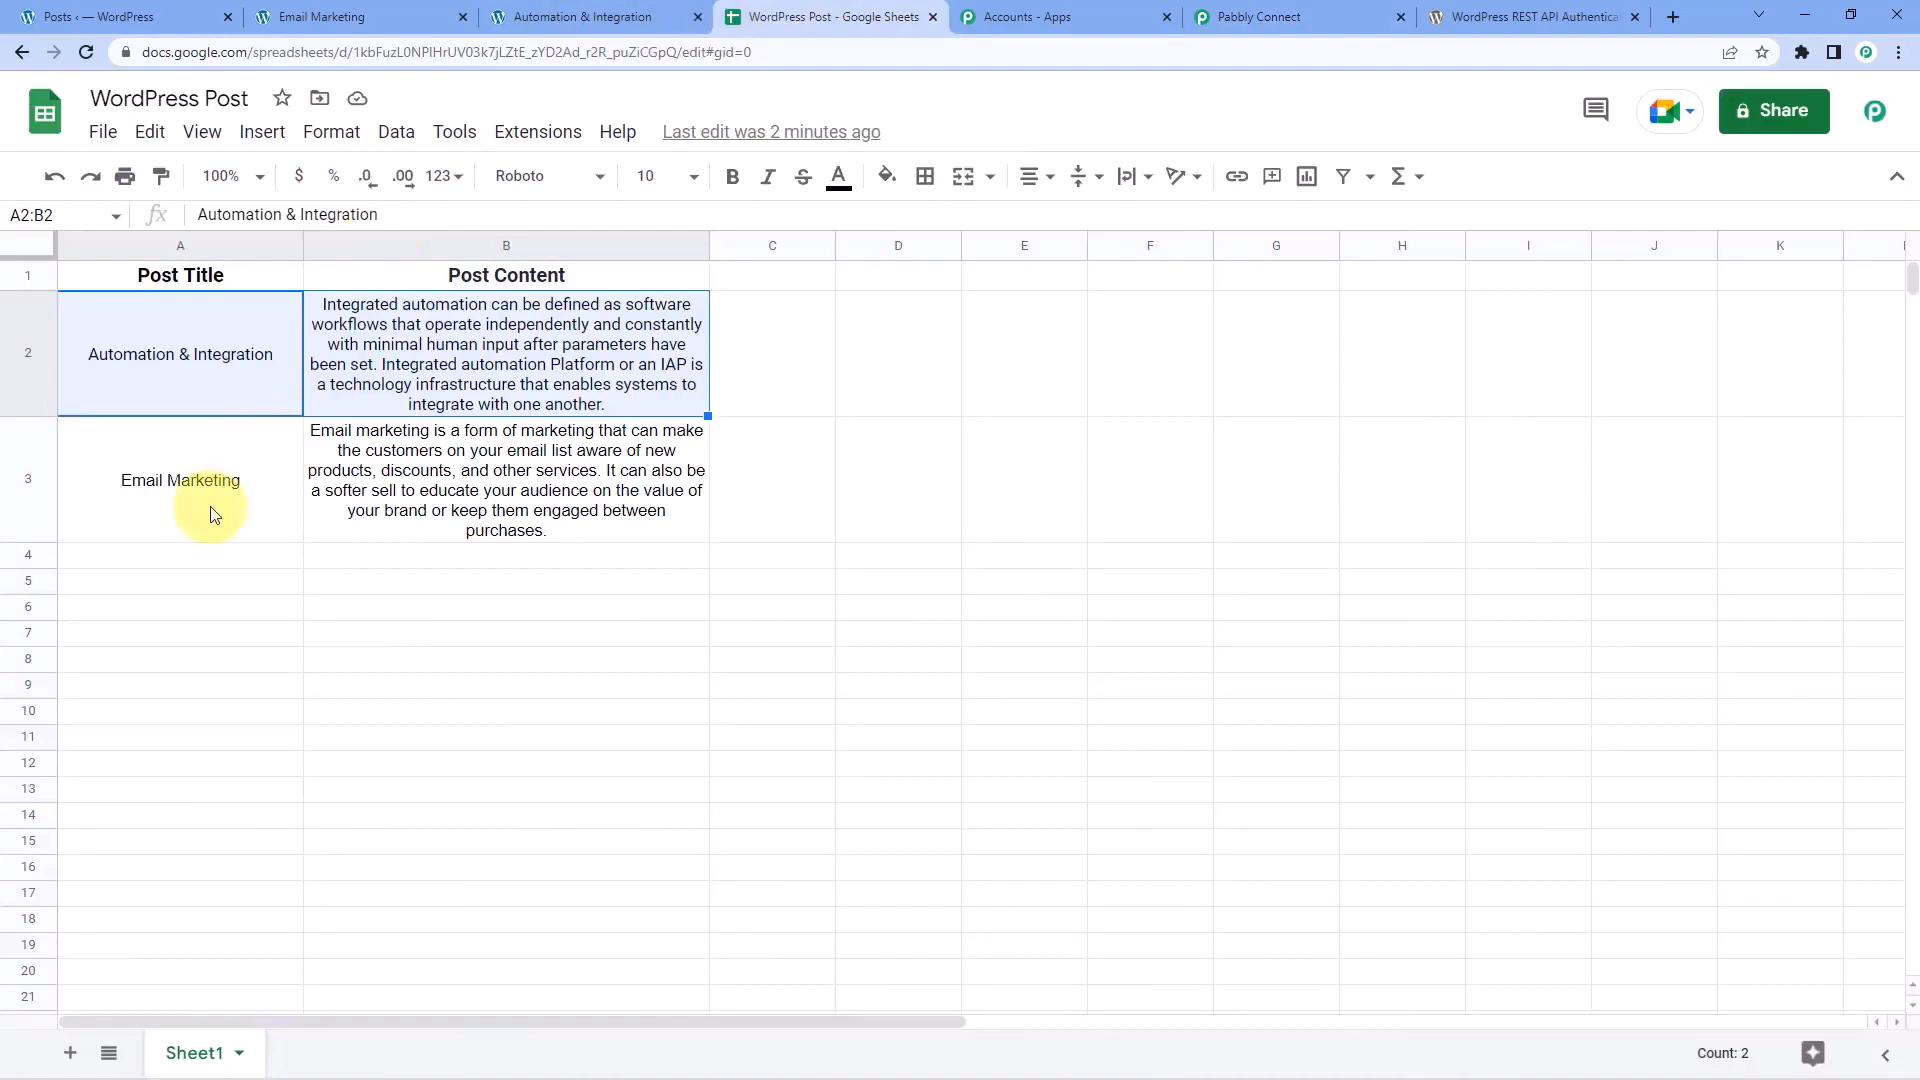 Posts ‹ — WordPress
Email Marketing
Automation & Integration
WordPress Post - Google Sheets
Accounts - Apps
Pabbly Connect
WordPress REST API Authentica
docs.google.com/spreadsheets/d/1kbFuzL0NPIHrUV03k7jLZtE_zYD2Ad_r2R_puZiCGpQ/edit#gid=0
WordPress Post
Share
File Edit View Insert Format Data Tools Extensions Help Last edit was 2 minutes ago
100% $ % .0 .00 123 Roboto 10 B I S A Σ
A2:B2 fx Automation & Integration
A B C D E F G H I J K
1 Post Title Post Content
2 Automation & Integration
Integrated automation can be defined as software
workflows that operate independently and constantly
with minimal human input after parameters have
been set. Integrated automation Platform or an IAP is
a technology infrastructure that enables systems to
integrate with one another.
3 Email Marketing
Email marketing is a form of marketing that can make
the customers on your email list aware of new
products, discounts, and other services. It can also be
a softer sell to educate your audience on the value of
your brand or keep them engaged between
purchases.
4
5
6
7
8
9
10
11
12
13
14
15
16
17
18
19
20
21
Sheet1
Count: 2